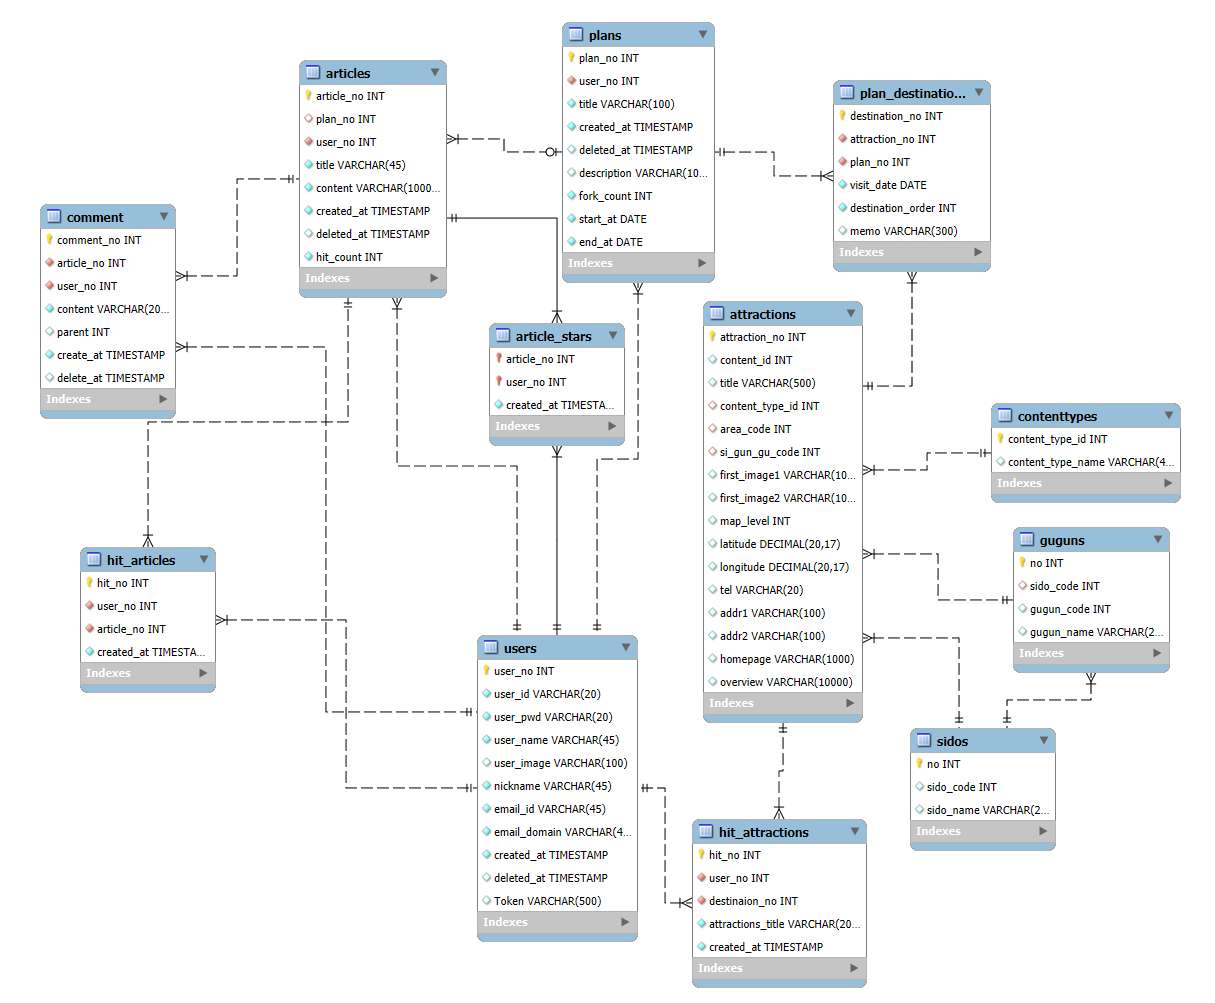 plans
plan_no INT
user_no INT
title VARCHAR(100)
created_at TIMESTAMP
deleted_at TIMESTAMP
description VARCHAR(10...
fork_count INT
start_at DATE
end_at DATE
Indexes
articles
article_no INT
plan_no INT
user_no INT
title VARCHAR(45)
content VARCHAR(1000...
created_at TIMESTAMP
deleted_at TIMESTAMP
hit_count INT
Indexes
plan_destinatio...
destination_no INT
attraction_no INT
plan_no INT
visit_date DATE
destination_order INT
memo VARCHAR(300)
Indexes
comment
comment_no INT
article_no INT
user_no INT
content VARCHAR(20...
parent INT
create_at TIMESTAMP
delete_at TIMESTAMP
Indexes
article_stars
article_no INT
user_no INT
created_at TIMESTA...
Indexes
attractions
attraction_no INT
content_id INT
title VARCHAR(500)
content_type_id INT
area_code INT
si_gun_gu_code INT
first_image1 VARCHAR(10...
first_image2 VARCHAR(10...
map_level INT
latitude DECIMAL(20,17)
longitude DECIMAL(20,17)
tel VARCHAR(20)
addr1 VARCHAR(100)
addr2 VARCHAR(100)
homepage VARCHAR(1000)
overview VARCHAR(10000)
Indexes
contenttypes
content_type_id INT
content_type_name VARCHAR(4...
Indexes
guguns
no INT
sido_code INT
gugun_code INT
gugun_name VARCHAR(2...
Indexes
hit_articles
hit_no INT
user_no INT
article_no INT
created_at TIMESTA...
Indexes
users
user_no INT
user_id VARCHAR(20)
user_pwd VARCHAR(20)
user_name VARCHAR(45)
user_image VARCHAR(100)
nickname VARCHAR(45)
email_id VARCHAR(45)
email_domain VARCHAR(4...
created_at TIMESTAMP
deleted_at TIMESTAMP
Token VARCHAR(500)
Indexes
sidos
no INT
sido_code INT
sido_name VARCHAR(2...
Indexes
hit_attractions
hit_no INT
user_no INT
destinaion_no INT
attractions_title VARCHAR(20...
created_at TIMESTAMP
Indexes